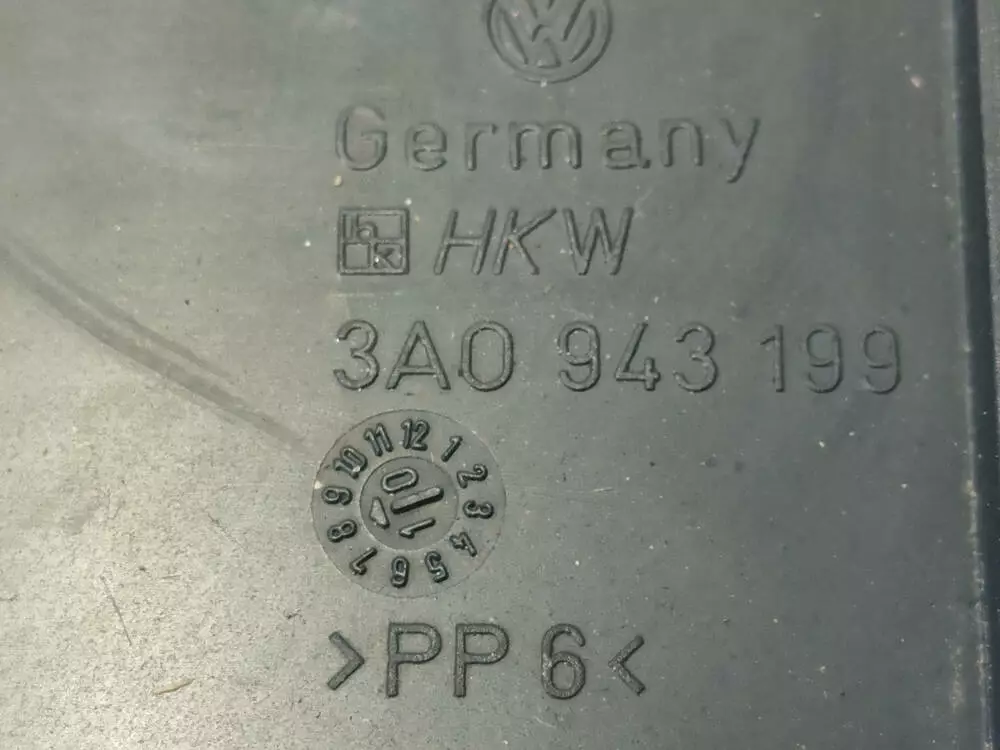 Germany
HKW
3A0 943 199
12 1 2 3 4 5 6 7 8 9 10 11
10
>PP 6<